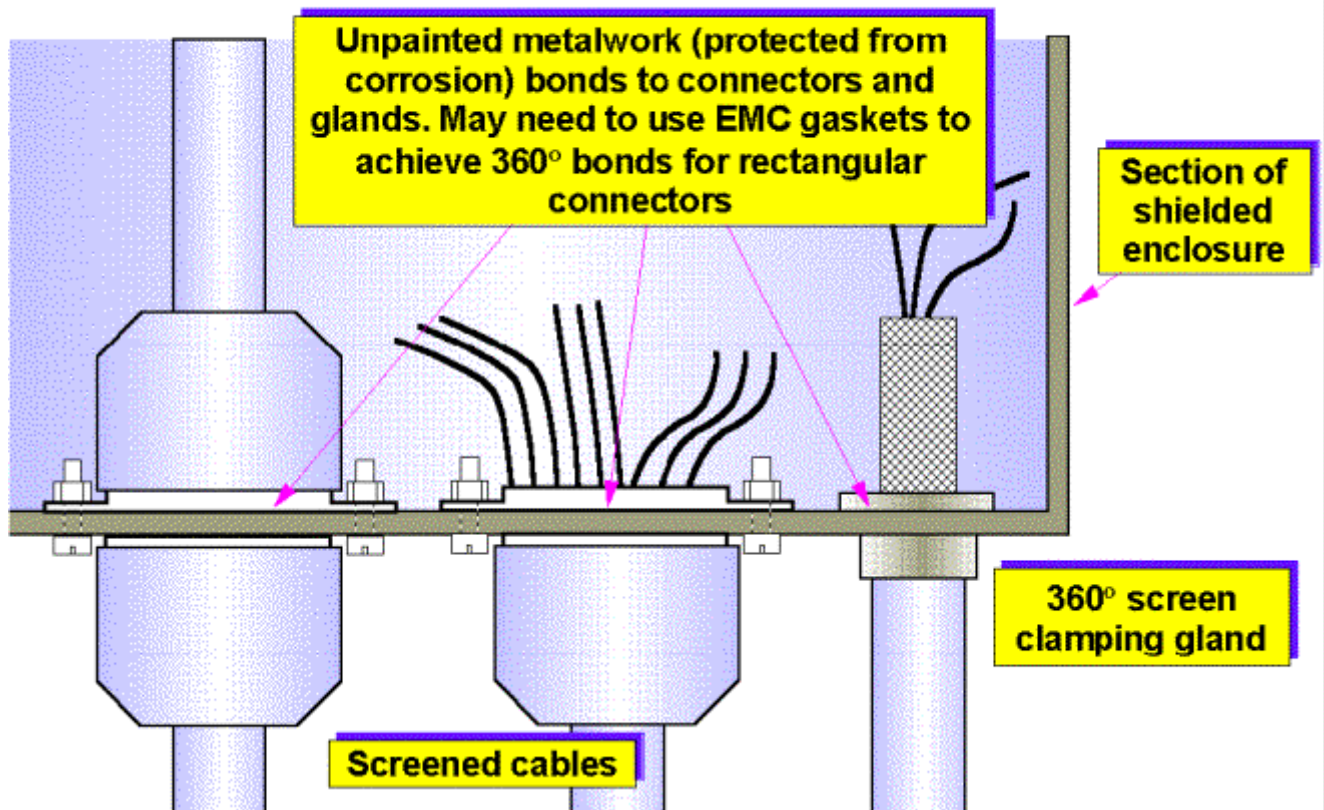 Unpainted metalwork (protected from
corrosion) bonds to connectors and
glands. May need to use EMC gaskets to
achieve 360° bonds for rectangular
connectors
Section of
shielded
enclosure
360° screen
clamping gland
Screened cables